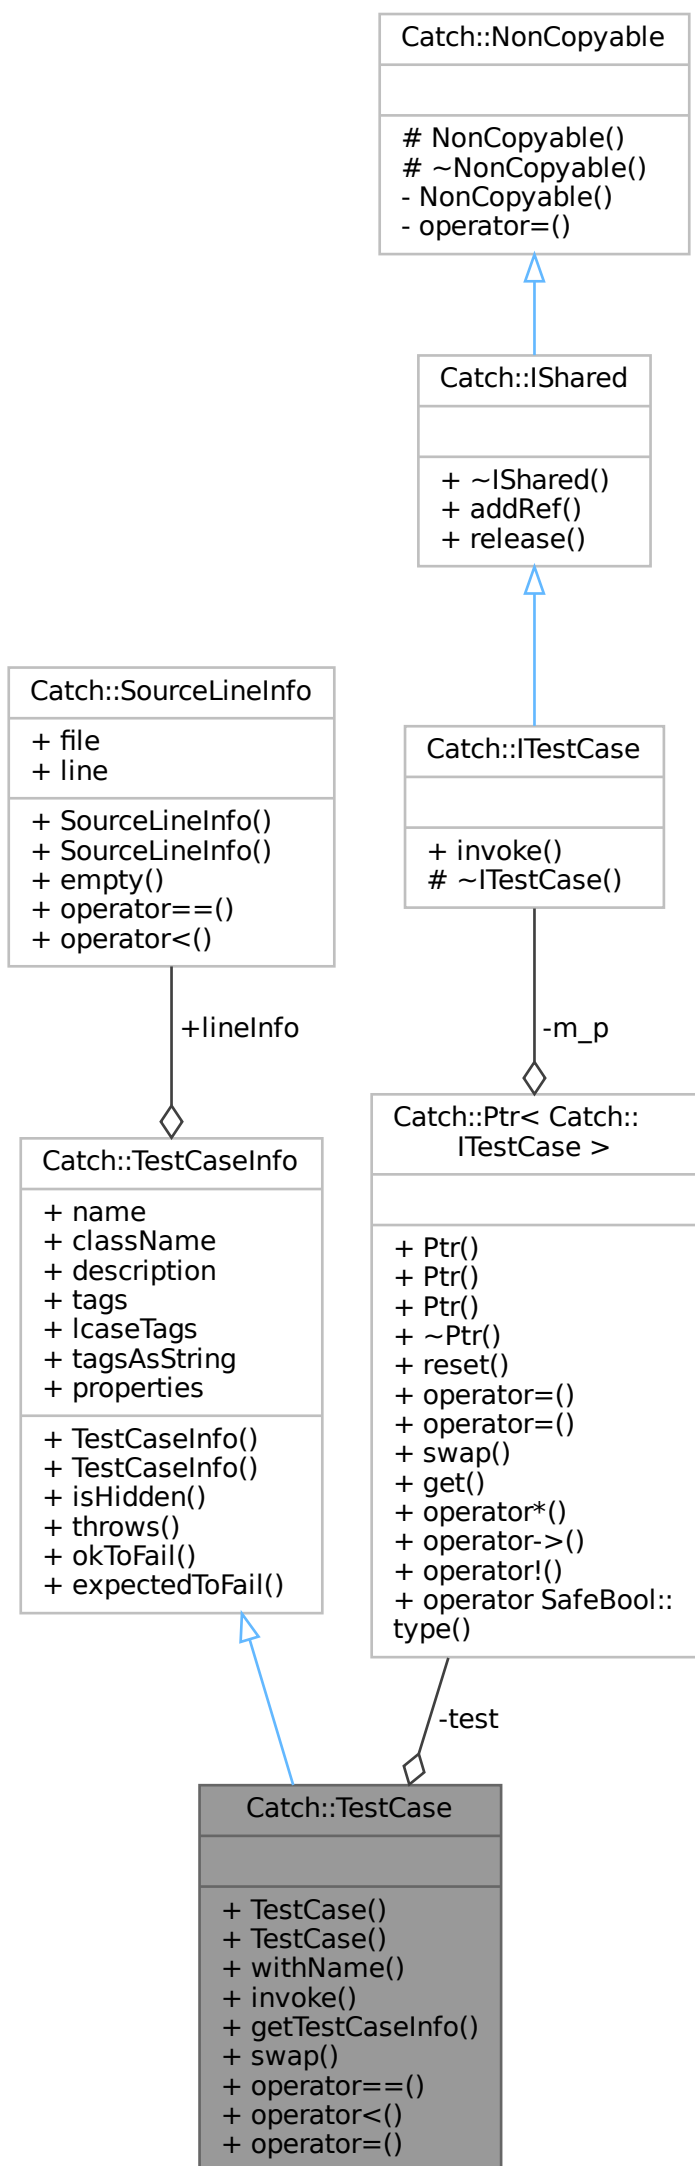 Catch::NonCopyable
# NonCopyable()
# ~NonCopyable()
- NonCopyable()
- operator=()
Catch::IShared
+ ~IShared()
+ addRef()
+ release()
Catch::SourceLineInfo
+ file
+ line
+ SourceLineInfo()
+ SourceLineInfo()
+ empty()
+ operator==()
+ operator<()
Catch::ITestCase
+ invoke()
# ~ITestCase()
+lineInfo
-m_p
Catch::TestCaseInfo
+ name
+ className
+ description
+ tags
+ lcaseTags
+ tagsAsString
+ properties
+ TestCaseInfo()
+ TestCaseInfo()
+ isHidden()
+ throws()
+ okToFail()
+ expectedToFail()
Catch::Ptr< Catch::
ITestCase >
+ Ptr()
+ Ptr()
+ Ptr()
+ ~Ptr()
+ reset()
+ operator=()
+ operator=()
+ swap()
+ get()
+ operator*()
+ operator->()
+ operator!()
+ operator SafeBool::
type()
-test
Catch::TestCase
+ TestCase()
+ TestCase()
+ withName()
+ invoke()
+ getTestCaseInfo()
+ swap()
+ operator==()
+ operator<()
+ operator=()